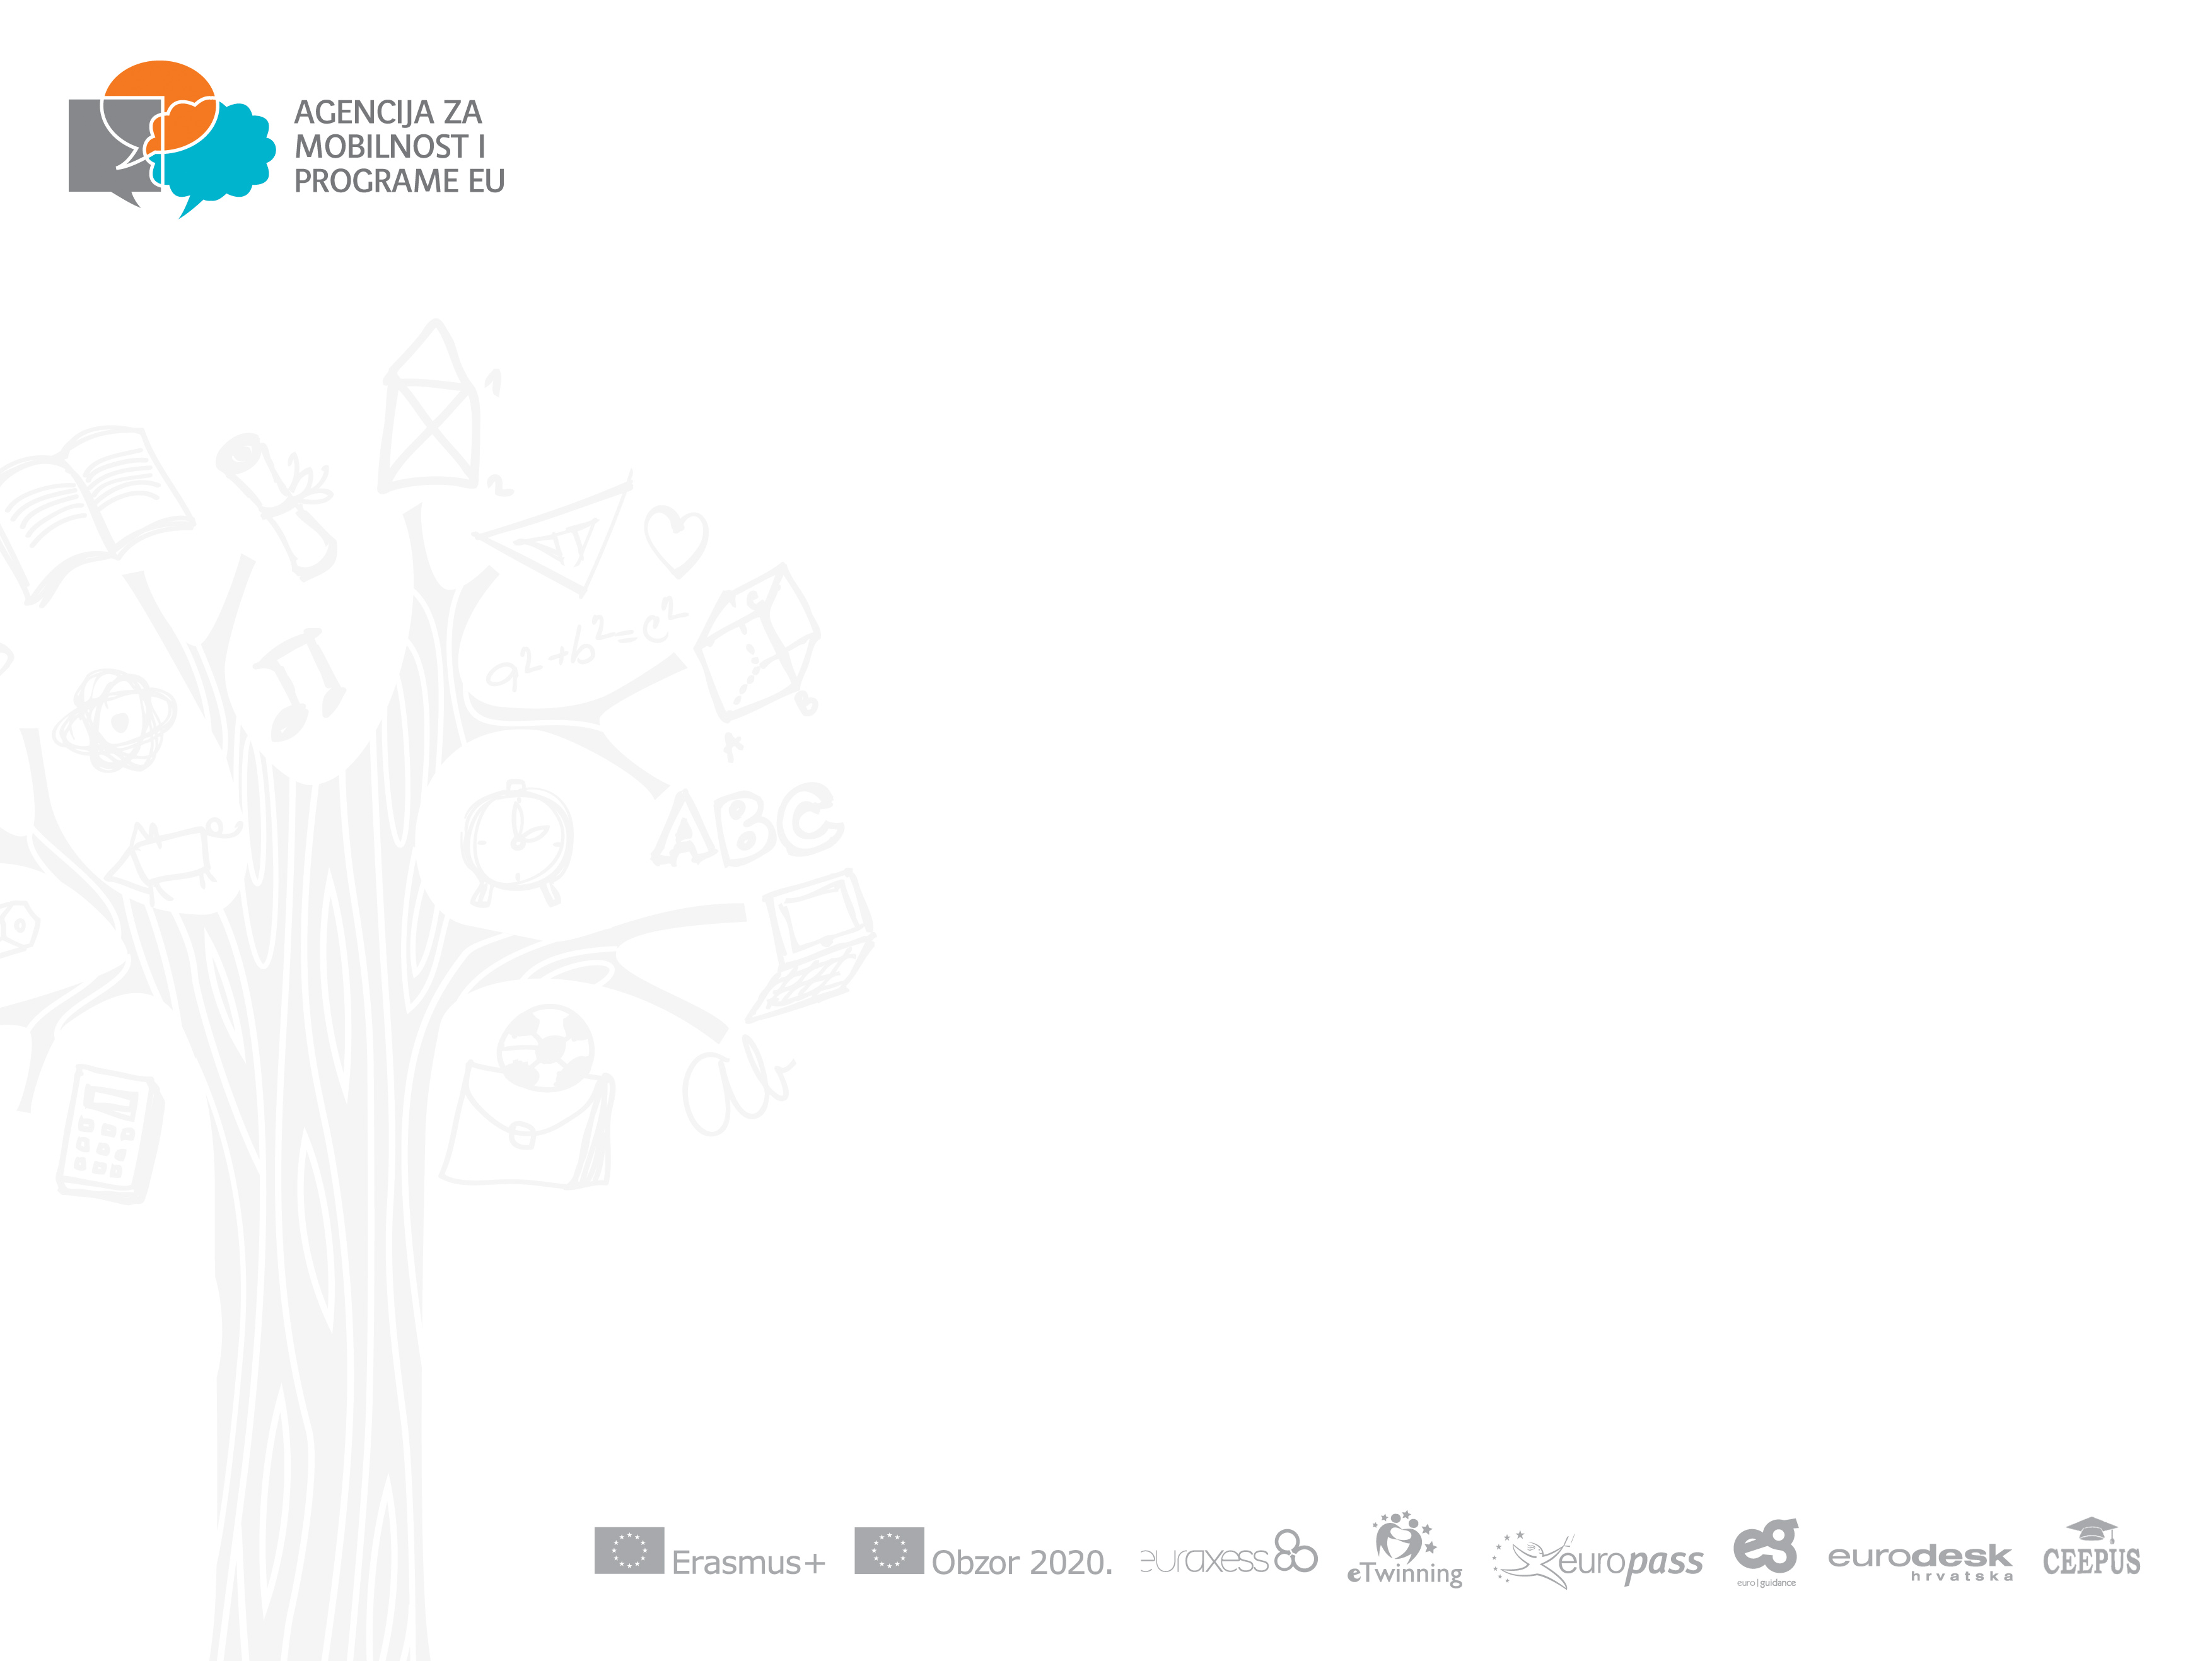 AGENCIJA ZA
MOBILNOST I
PROGRAME EU
a²+b²=c²
ABC
Erasmus+
Obzor 2020.
euraxess
eTwinning
europass
eg
euro|guidance
eurodesk
hrvatska
CEEPUS